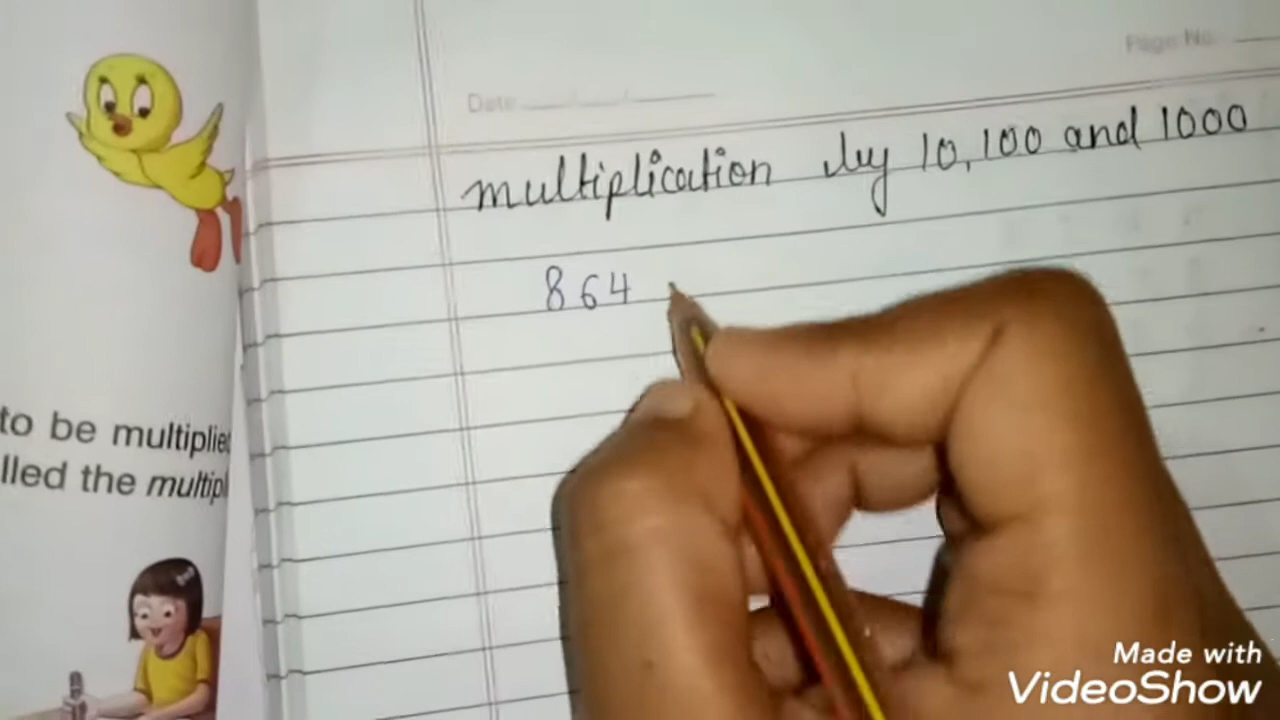 Page No.
Date
multiplication by 10, 100 and 1000
864
to be multiplie
lled the multipl
Made with
VideoShow